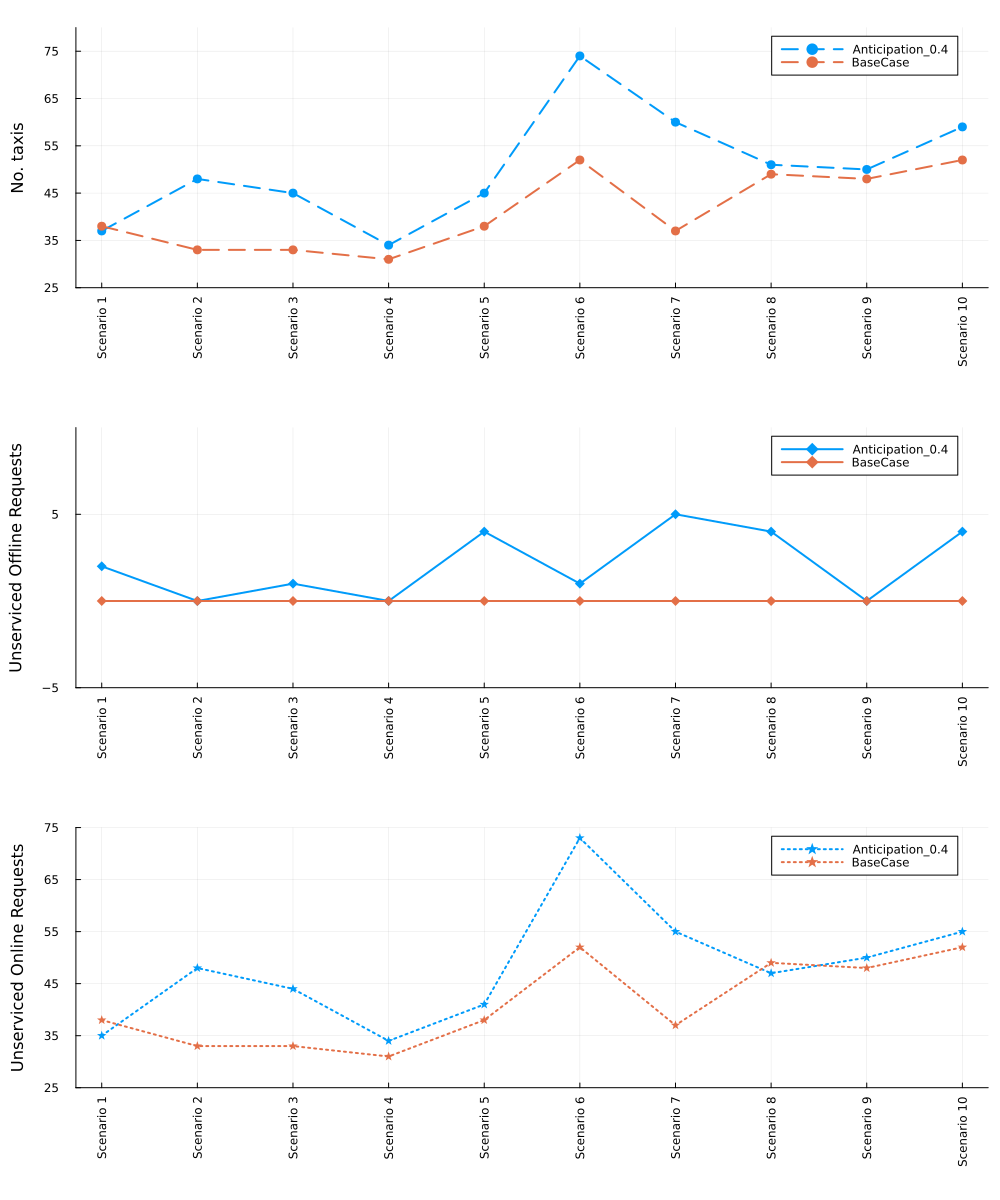 Anticipation_0.4
BaseCase
No. taxis
75
65
55
45
35
25
Scenario 1
Scenario 2
Scenario 3
Scenario 4
Scenario 5
Scenario 6
Scenario 7
Scenario 8
Scenario 9
Scenario 10
Anticipation_0.4
BaseCase
Unserviced Offline Requests
5
−5
Scenario 1
Scenario 2
Scenario 3
Scenario 4
Scenario 5
Scenario 6
Scenario 7
Scenario 8
Scenario 9
Scenario 10
Anticipation_0.4
BaseCase
Unserviced Online Requests
75
65
55
45
35
25
Scenario 1
Scenario 2
Scenario 3
Scenario 4
Scenario 5
Scenario 6
Scenario 7
Scenario 8
Scenario 9
Scenario 10